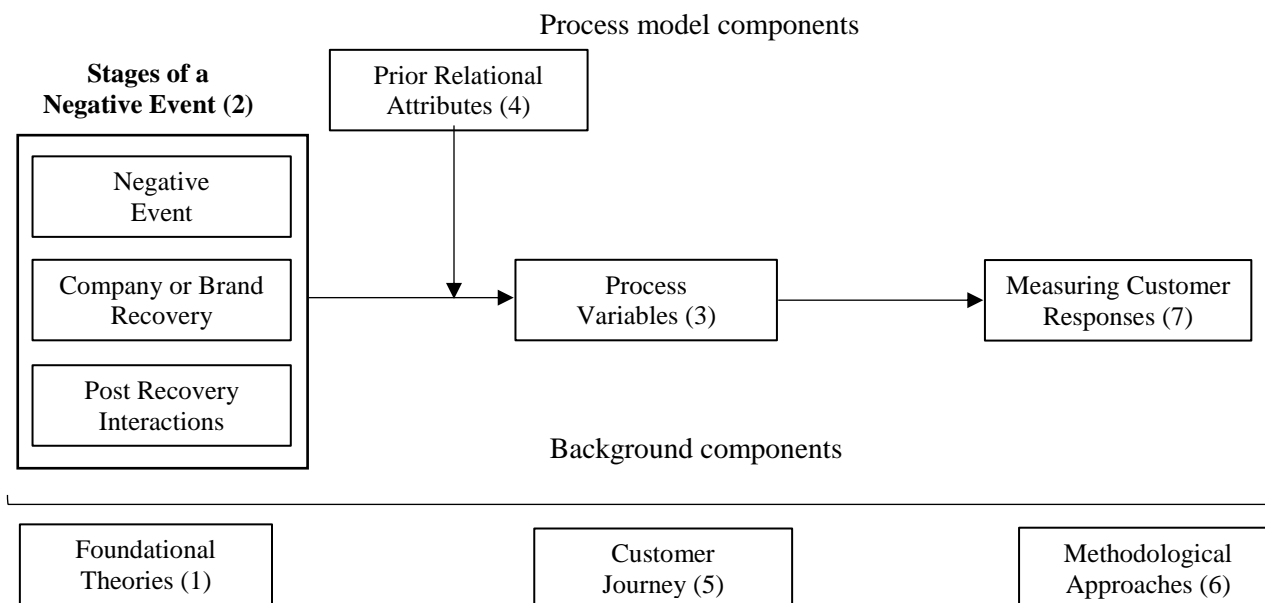 Process model components
Stages of a
Negative Event (2)
Prior Relational
Attributes (4)
Negative
Event
Company or Brand
Recovery
Post Recovery
Interactions
Process
Variables (3)
Measuring Customer
Responses (7)
Background components
Foundational
Theories (1)
Customer
Journey (5)
Methodological
Approaches (6)